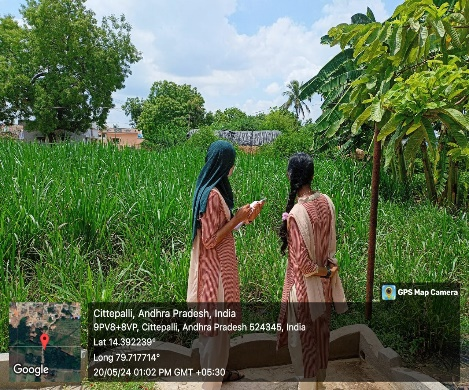 GPS Map Camera
Cittepalli, Andhra Pradesh, India
9PV8+8VP, Cittepalli, Andhra Pradesh 524345, India
Lat 14.392239°
Long 79.717714°
20/05/24 01:02 PM GMT +05:30
Google